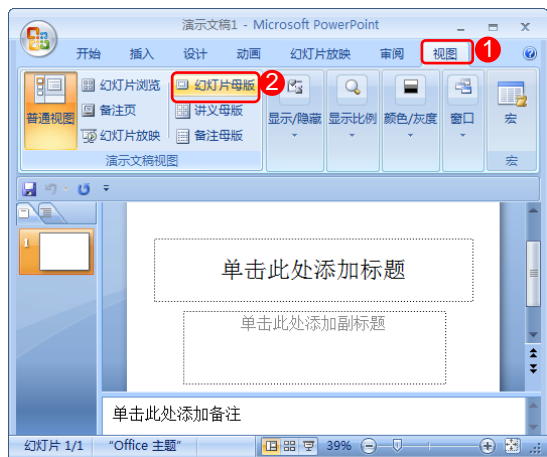 演示文稿1 - Microsoft PowerPoint
开始 插入 设计 动画 幻灯片放映 审阅 视图 1
普通视图
幻灯片浏览
备注页
幻灯片放映
幻灯片母版 2
讲义母版
备注母版
显示/隐藏 显示比例 颜色/灰度 窗口 宏
演示文稿视图 宏
1
单击此处添加标题
单击此处添加副标题
单击此处添加备注
幻灯片 1/1 "Office 主题" 39%